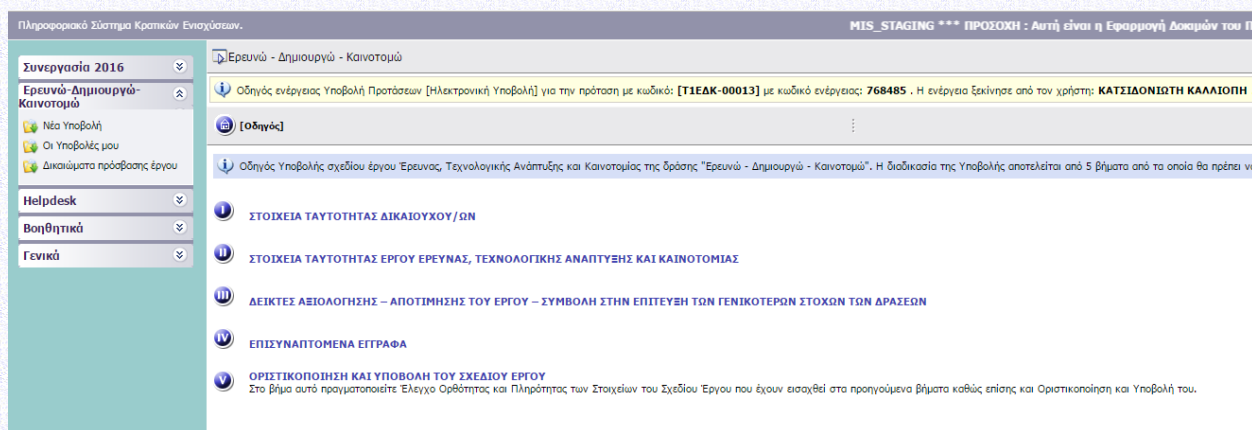 Πληροφοριακό Σύστημα Κρατικών Ενισχύσεων.
MIS_STAGING *** ΠΡΟΣΟΧΗ : Αυτή είναι η Εφαρμογή Δοκιμών του Π
Συνεργασία 2016
Ερευνώ-Δημιουργώ-
Καινοτομώ
Νέα Υποβολή
Οι Υποβολές μου
Δικαιώματα πρόσβασης έργου
Helpdesk
Βοηθητικά
Γενικά
Ερευνώ - Δημιουργώ - Καινοτομώ
Οδηγός ενέργειας Υποβολή Προτάσεων [Ηλεκτρονική Υποβολή] για την πρόταση με κωδικό: [Τ1ΕΔΚ-00013] με κωδικό ενέργειας: 768485 . Η ενέργεια ξεκίνησε από τον χρήστη: ΚΑΤΣΙΔΟΝΙΩΤΗ ΚΑΛΛΙΟΠΗ
[Οδηγός]
Οδηγός Υποβολής σχεδίου έργου Έρευνας, Τεχνολογικής Ανάπτυξης και Καινοτομίας της δράσης "Ερευνώ - Δημιουργώ - Καινοτομώ". Η διαδικασία της Υποβολής αποτελείται από 5 βήματα από τα οποία θα πρέπει να
I ΣΤΟΙΧΕΙΑ ΤΑΥΤΟΤΗΤΑΣ ΔΙΚΑΙΟΥΧΟΥ/ΩΝ
II ΣΤΟΙΧΕΙΑ ΤΑΥΤΟΤΗΤΑΣ ΕΡΓΟΥ ΕΡΕΥΝΑΣ, ΤΕΧΝΟΛΟΓΙΚΗΣ ΑΝΑΠΤΥΞΗΣ ΚΑΙ ΚΑΙΝΟΤΟΜΙΑΣ
III ΔΕΙΚΤΕΣ ΑΞΙΟΛΟΓΗΣΗΣ – ΑΠΟΤΙΜΗΣΗΣ ΤΟΥ ΕΡΓΟΥ – ΣΥΜΒΟΛΗ ΣΤΗΝ ΕΠΙΤΕΥΞΗ ΤΩΝ ΓΕΝΙΚΟΤΕΡΩΝ ΣΤΟΧΩΝ ΤΩΝ ΔΡΑΣΕΩΝ
IV ΕΠΙΣΥΝΑΠΤΟΜΕΝΑ ΕΓΓΡΑΦΑ
V ΟΡΙΣΤΙΚΟΠΟΙΗΣΗ ΚΑΙ ΥΠΟΒΟΛΗ ΤΟΥ ΣΧΕΔΙΟΥ ΕΡΓΟΥ
Στο βήμα αυτό πραγματοποιείτε Έλεγχο Ορθότητας και Πληρότητας των Στοιχείων του Σχεδίου Έργου που έχουν εισαχθεί στα προηγούμενα βήματα καθώς επίσης και Οριστικοποίηση και Υποβολή του.